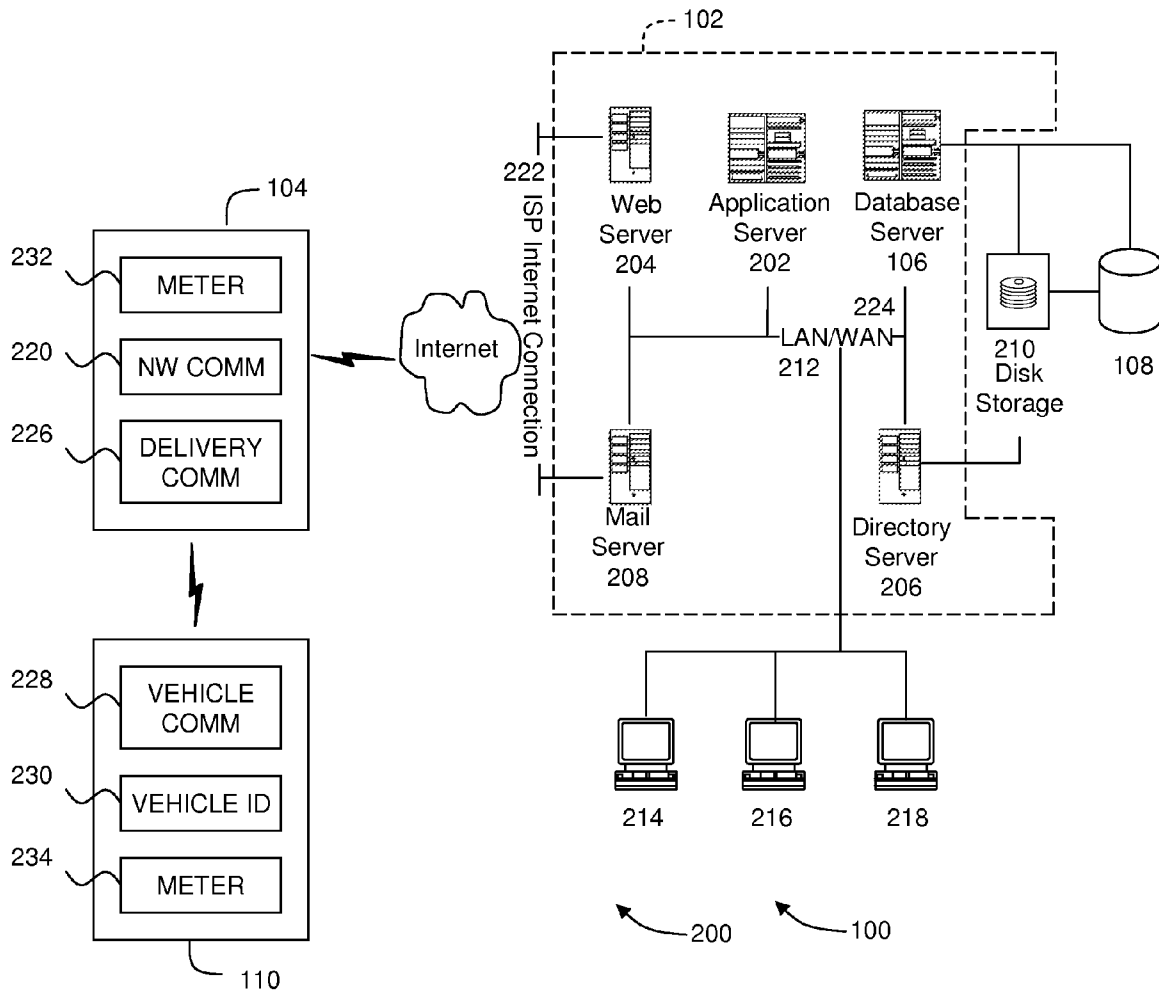 102
104
232
METER
220
NW COMM
226
DELIVERY
COMM
Internet
222
ISP Internet Connection
Web
Server
204
Application
Server
202
Database
Server
106
224
LAN/WAN
212
210
Disk
Storage
108
Mail
Server
208
Directory
Server
206
228
VEHICLE
COMM
230
VEHICLE ID
234
METER
110
214
216
218
200
100